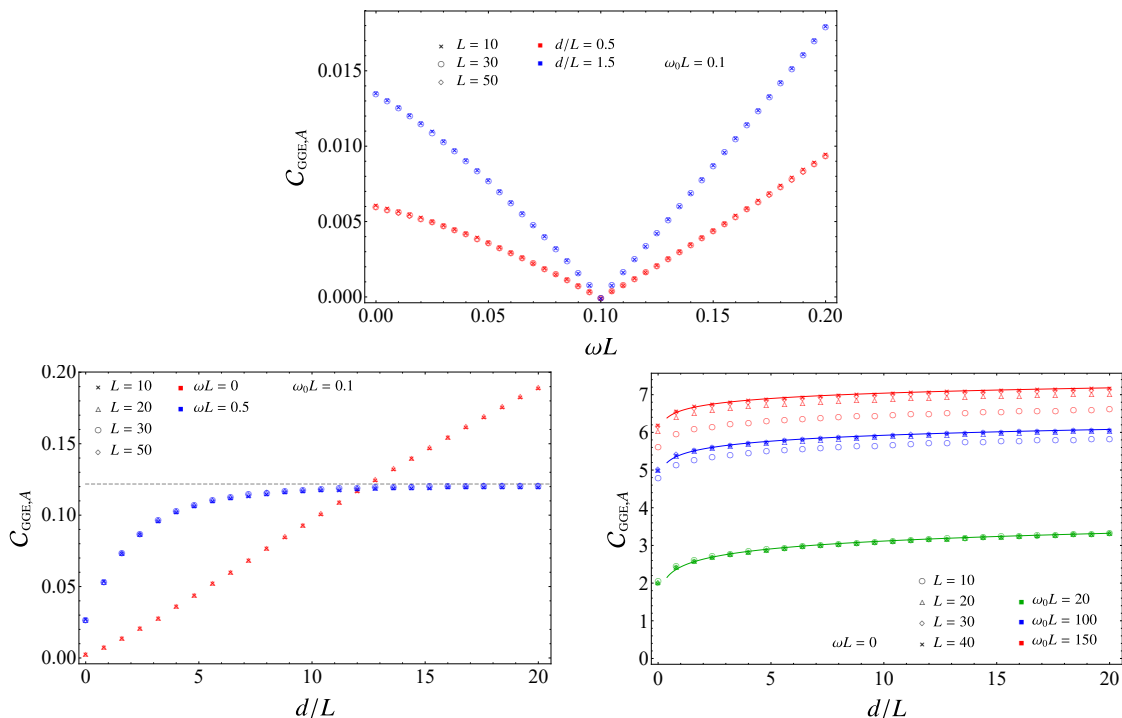 L = 10 d/L = 0.5
L = 30 d/L = 1.5 ω₀L = 0.1
L = 50
0.015
0.010
0.005
0.000
C_GGE,A
0.00 0.05 0.10 0.15 0.20
ωL
L = 10 ωL = 0 ω₀L = 0.1
L = 20 ωL = 0.5
L = 30
L = 50
0.20
0.15
0.10
0.05
0.00
C_GGE,A
0 5 10 15 20
d/L
7
6
5
4
3
2
1
0
C_GGE,A
L = 10
L = 20 ω₀L = 20
L = 30 ω₀L = 100
ωL = 0 L = 40 ω₀L = 150
0 5 10 15 20
d/L